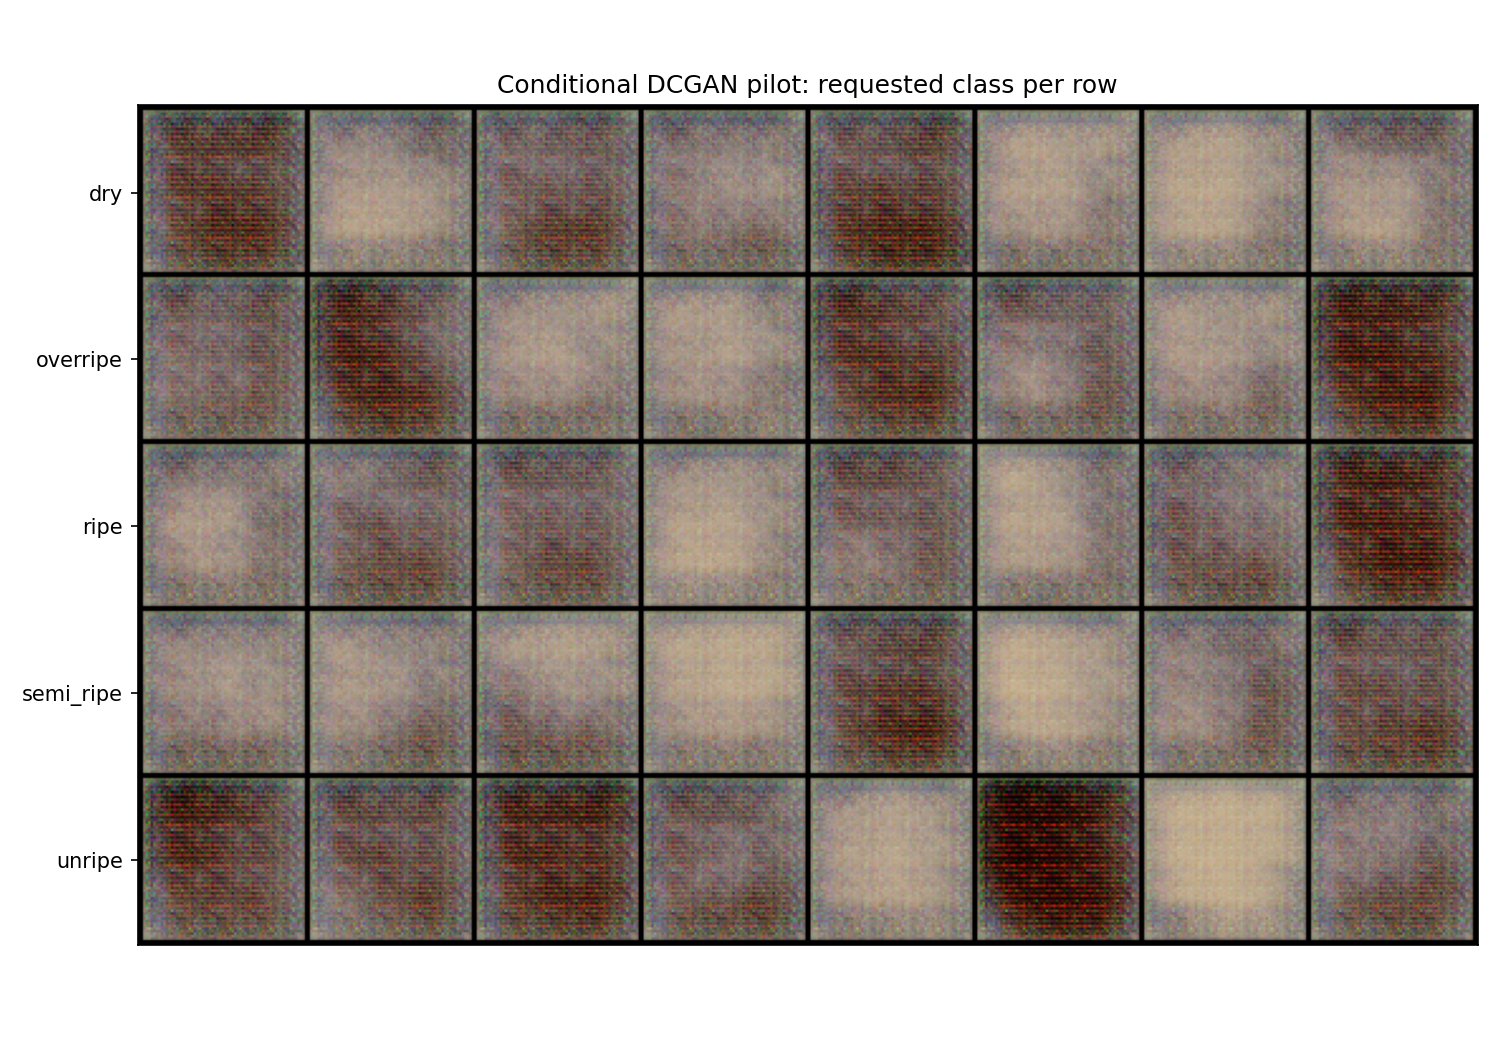 Conditional DCGAN pilot: requested class per row
dry
overripe
ripe
semi_ripe
unripe